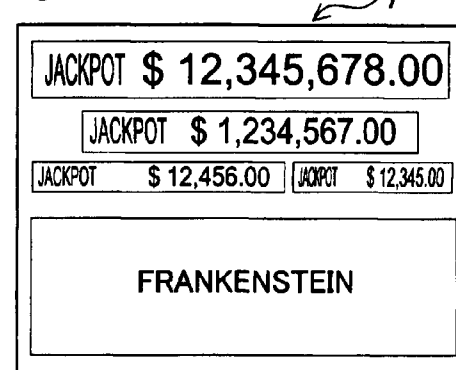 JACKPOT $ 12,345,678.00
JACKPOT $ 1,234,567.00
JACKPOT $ 12,456.00 JACKPOT $ 12,345.00
FRANKENSTEIN